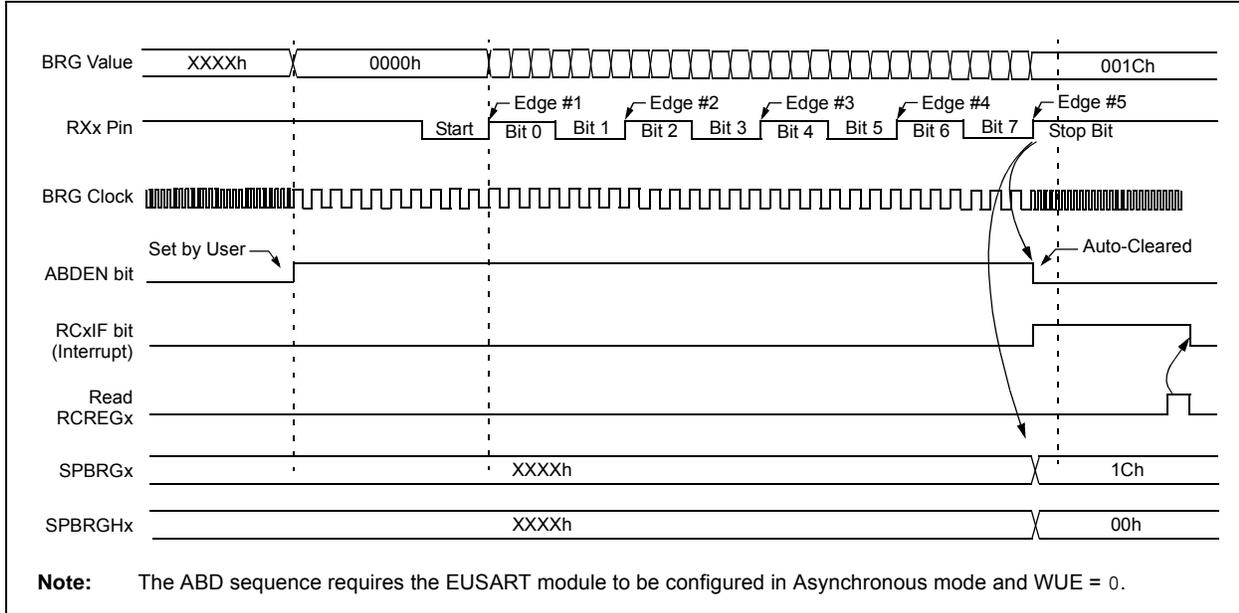 BRG Value
XXXXh
0000h
001Ch
RXx Pin
Start
Edge #1
Bit 0
Bit 1
Edge #2
Bit 2
Bit 3
Edge #3
Bit 4
Bit 5
Edge #4
Bit 6
Bit 7
Edge #5
Stop Bit
BRG Clock
Set by User
Auto-Cleared
ABDEN bit
RCxIF bit
(Interrupt)
Read
RCREGx
SPBRGx
XXXXh
1Ch
SPBRGHx
XXXXh
00h
Note: The ABD sequence requires the EUSART module to be configured in Asynchronous mode and WUE = 0.